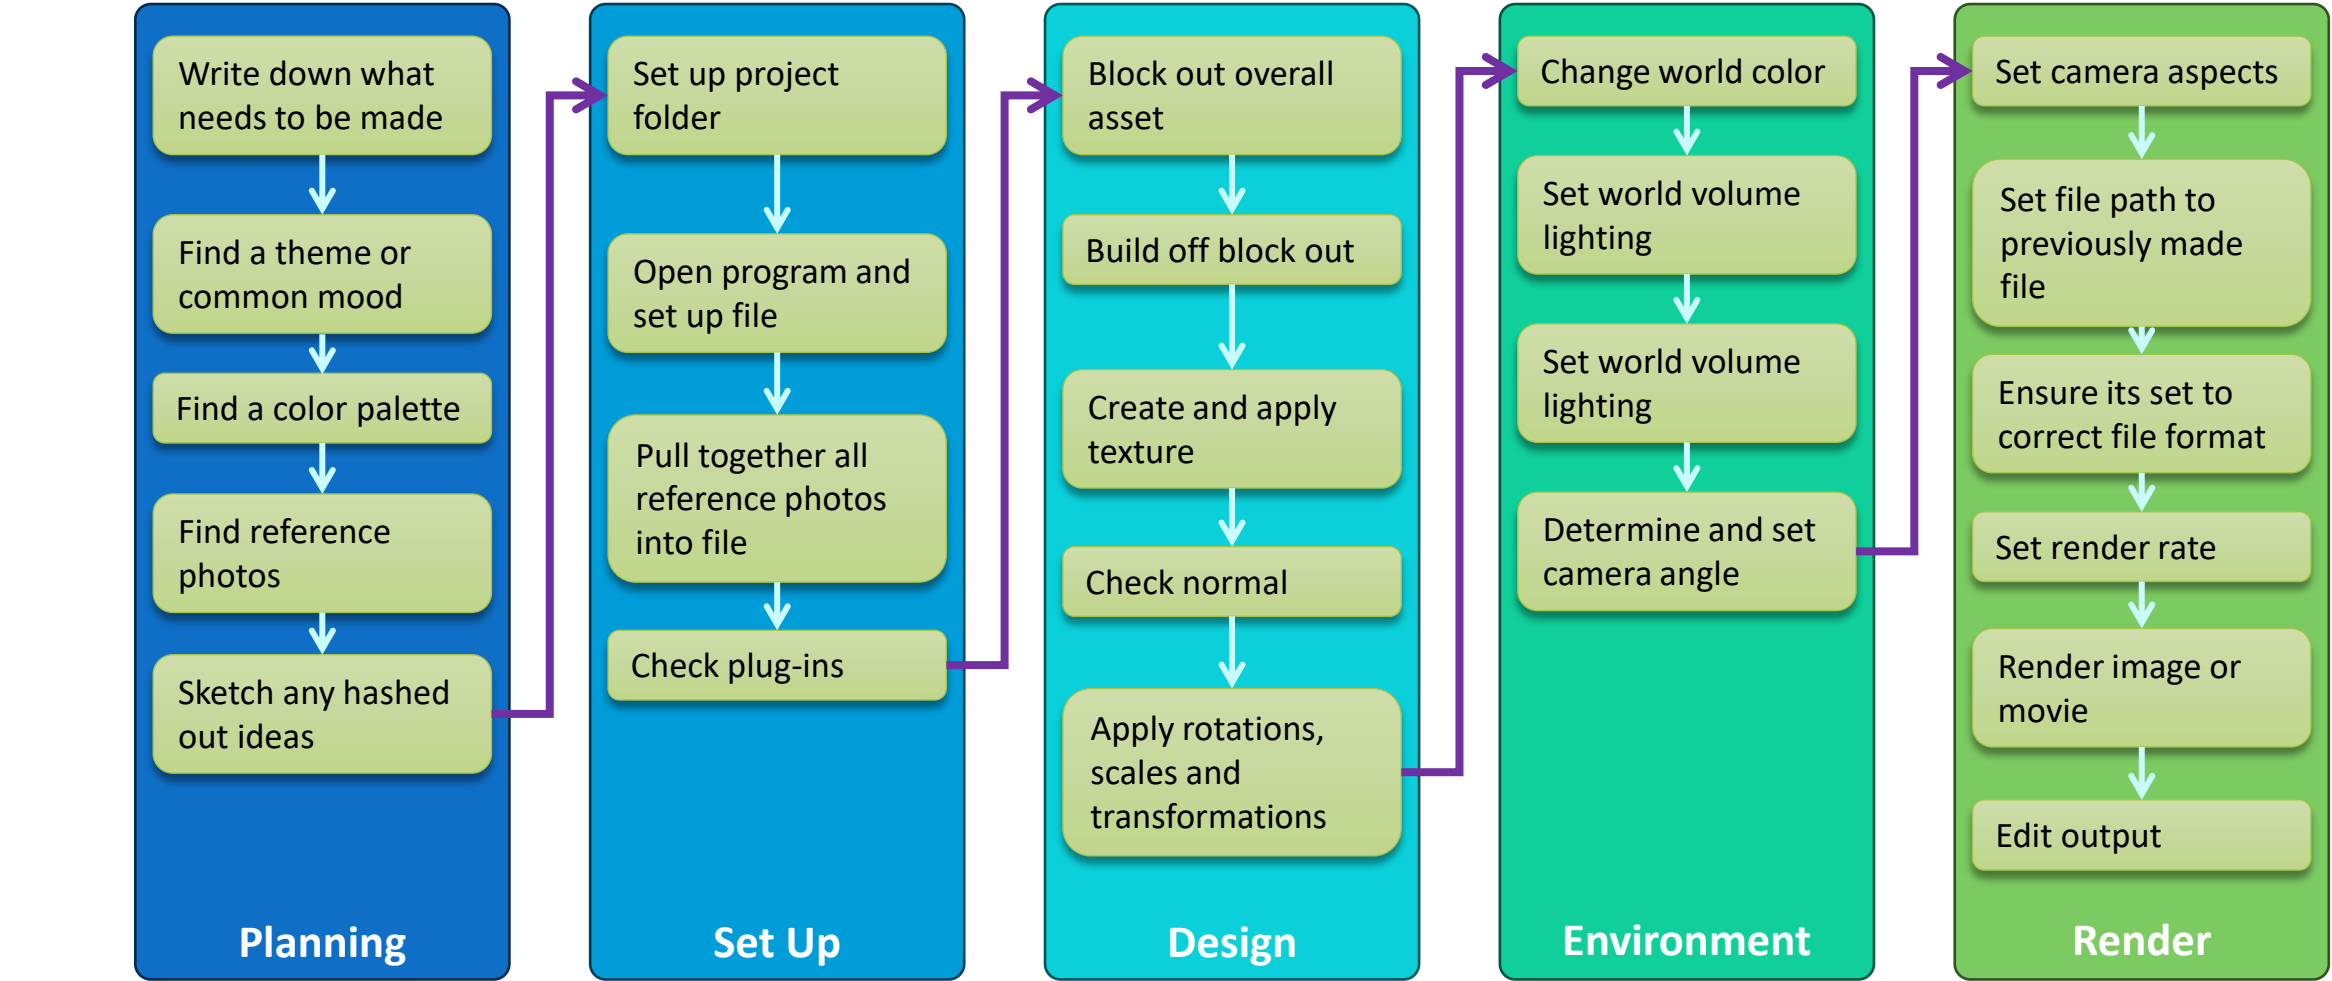 Write down what
needs to be made
Find a theme or
common mood
Find a color palette
Find reference
photos
Sketch any hashed
out ideas
Planning
Set up project
folder
Open program and
set up file
Pull together all
reference photos
into file
Check plug-ins
Set Up
Block out overall
asset
Build off block out
Create and apply
texture
Check normal
Apply rotations,
scales and
transformations
Design
Change world color
Set world volume
lighting
Set world volume
lighting
Determine and set
camera angle
Environment
Set camera aspects
Set file path to
previously made
file
Ensure its set to
correct file format
Set render rate
Render image or
movie
Edit output
Render